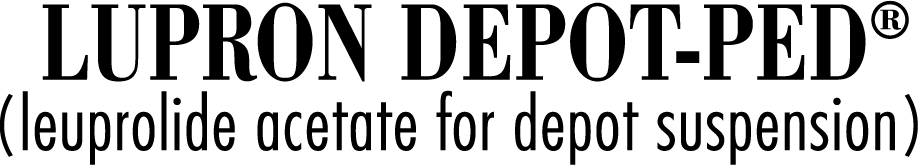 LUPRON DEPOT-PED®
(leuprolide acetate for depot suspension)